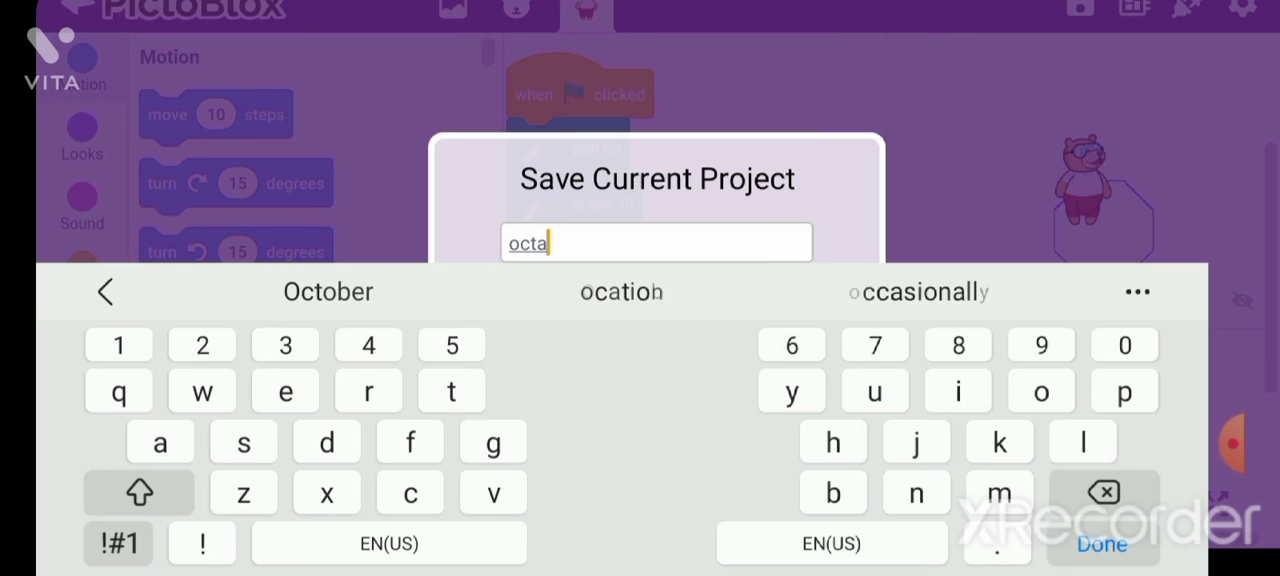 PictoBlox
VITA
Motion
Motion
when clicked
move 10 steps
Looks
turn 15 degrees
Sound
turn 15 degrees
Save Current Project
octa
October
ocation
occasionally
1 2 3 4 5 6 7 8 9 0
q w e r t y u i o p
a s d f g h j k l
z x c v b n m
!#1 ! EN(US) EN(US) . Done
XRecorder